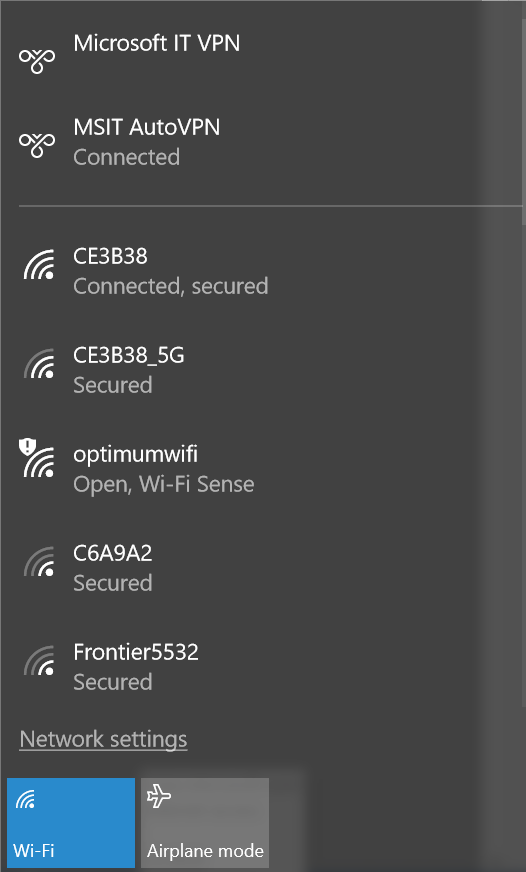 Microsoft IT VPN
MSIT AutoVPN
Connected
CE3B38
Connected, secured
CE3B38_5G
Secured
optimumwifi
Open, Wi-Fi Sense
C6A9A2
Secured
Frontier5532
Secured
Network settings
Wi-Fi
Airplane mode